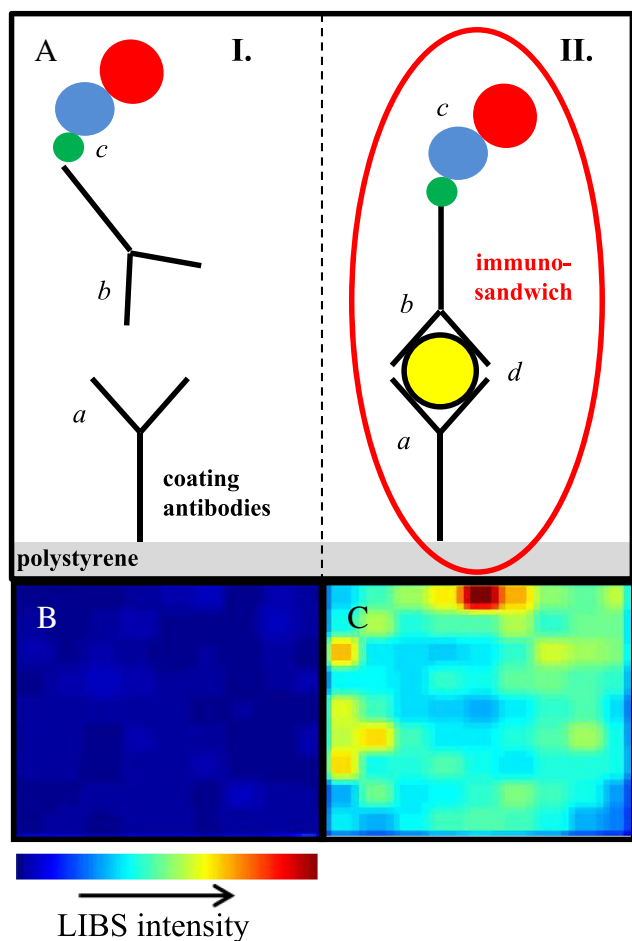 A
I.
II.
c
c
immuno-
sandwich
b
b
d
a
a
coating
antibodies
polystyrene
B
C
LIBS intensity